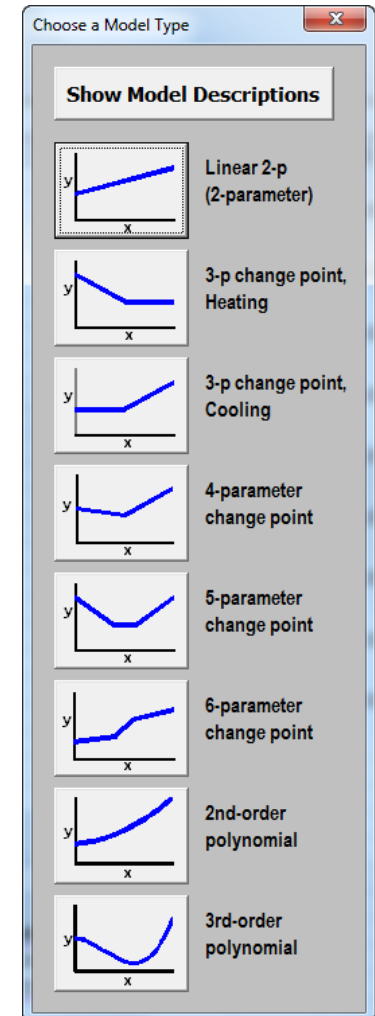 Choose a Model Type
x
Show Model Descriptions
y
x
Linear 2-p
(2-parameter)
y
x
3-p change point,
Heating
y
x
3-p change point,
Cooling
y
x
4-parameter
change point
y
x
5-parameter
change point
y
x
6-parameter
change point
y
x
2nd-order
polynomial
y
x
3rd-order
polynomial